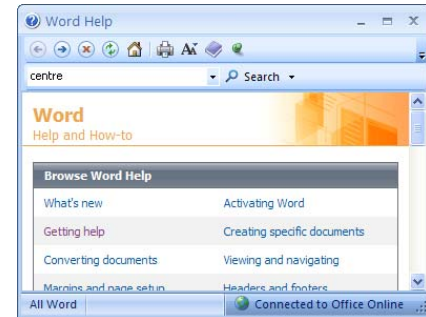 Word Help
AA
centre Search
Word
Help and How-to
Browse Word Help
What's new Activating Word
Getting help Creating specific documents
Converting documents Viewing and navigating
Margins and page setup Headers and footers
All Word Connected to Office Online